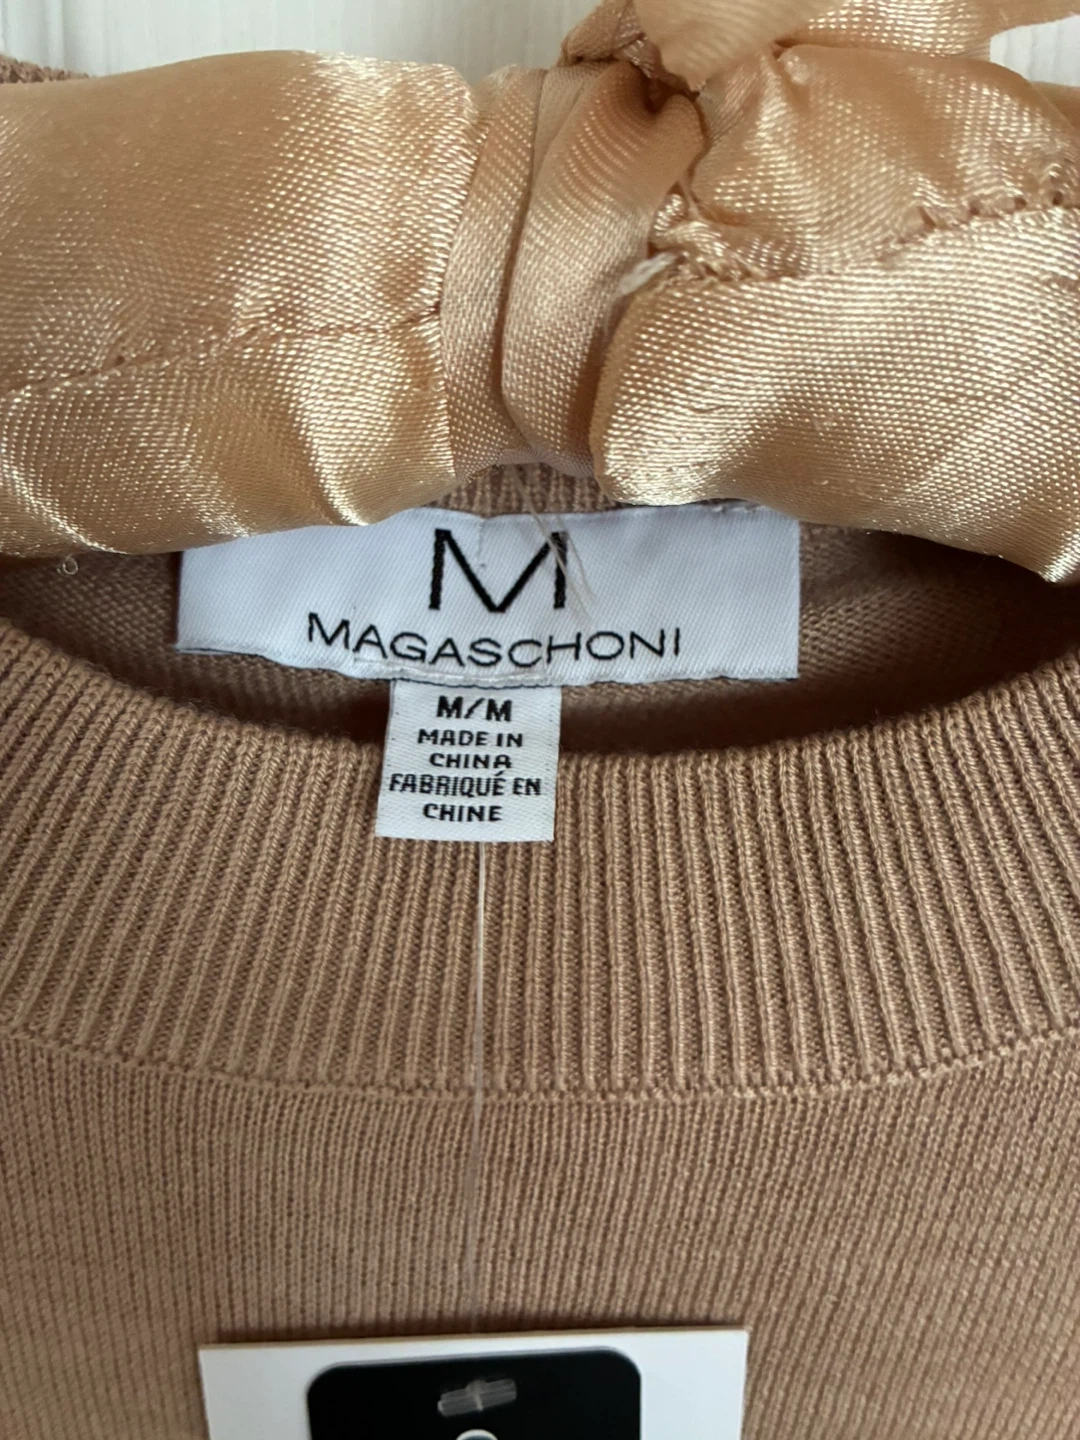 M
MAGASCHONI
M/M
MADE IN
CHINA
FABRIQUÉ EN
CHINE